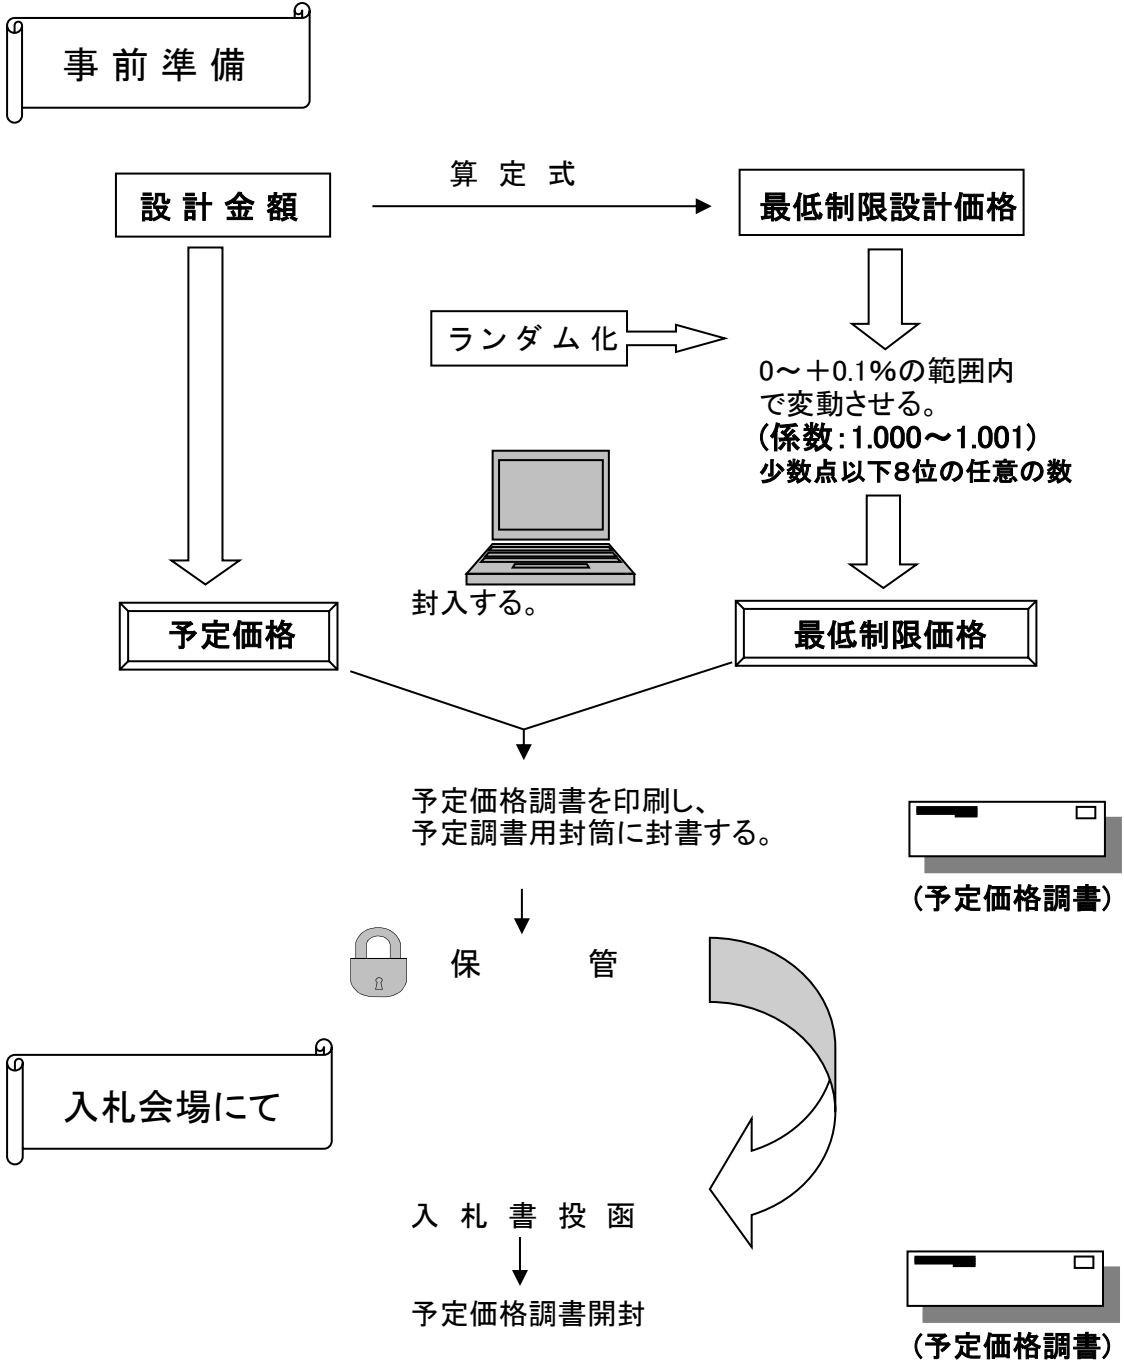 事前準備
設計金額
算定式
最低制限設計価格
ランダム化
0～＋0.1％の範囲内
で変動させる。
（係数：1.000～1.001）
少数点以下８位の任意の数
封入する。
予定価格
最低制限価格
予定価格調書を印刷し、
予定調書用封筒に封書する。
（予定価格調書）
保　管
入札会場にて
入札書投函
予定価格調書開封
（予定価格調書）